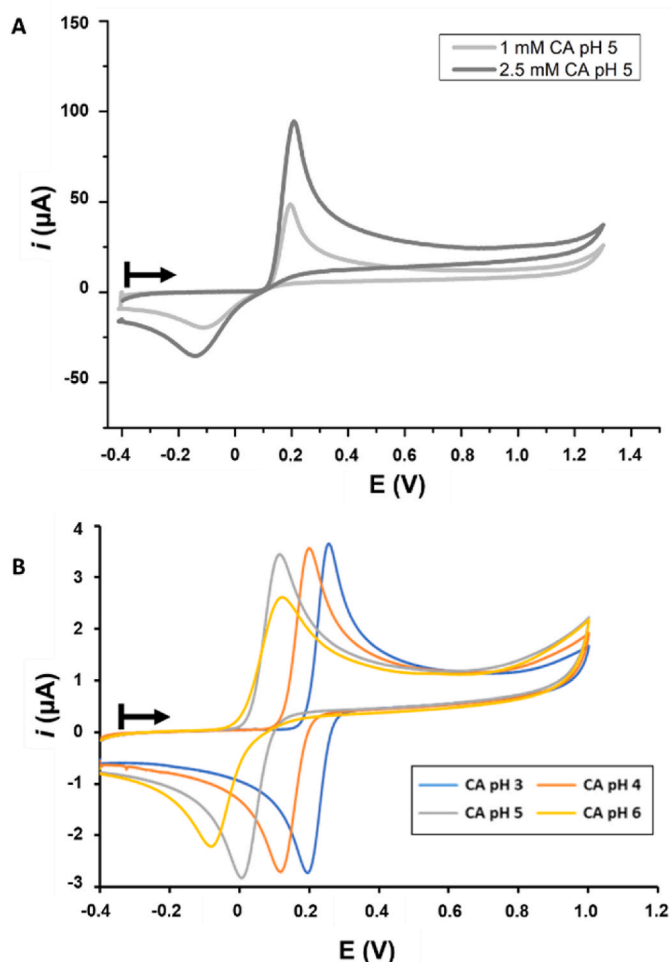 A
150
100
50
0
-50
i (µA)
1 mM CA pH 5
2.5 mM CA pH 5
-0.4 -0.2 0 0.2 0.4 0.6 0.8 1.0 1.2 1.4
E (V)
B
4
3
2
1
0
-1
-2
-3
i (µA)
CA pH 3 CA pH 4
CA pH 5 CA pH 6
-0.4 -0.2 0 0.2 0.4 0.6 0.8 1.0 1.2
E (V)